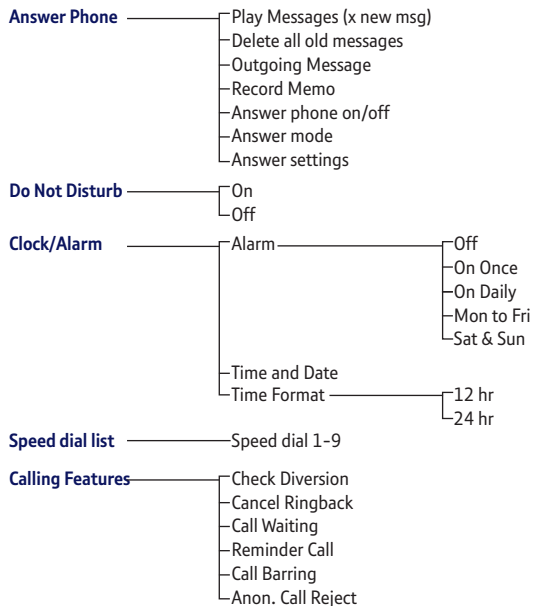 Answer Phone Play Messages (x new msg)
Delete all old messages
Outgoing Message
Record Memo
Answer phone on/off
Answer mode
Answer settings
Do Not Disturb On
Off
Clock/Alarm Alarm Off
On Once
On Daily
Mon to Fri
Sat & Sun
Time and Date
Time Format 12 hr
24 hr
Speed dial list Speed dial 1-9
Calling Features Check Diversion
Cancel Ringback
Call Waiting
Reminder Call
Call Barring
Anon. Call Reject